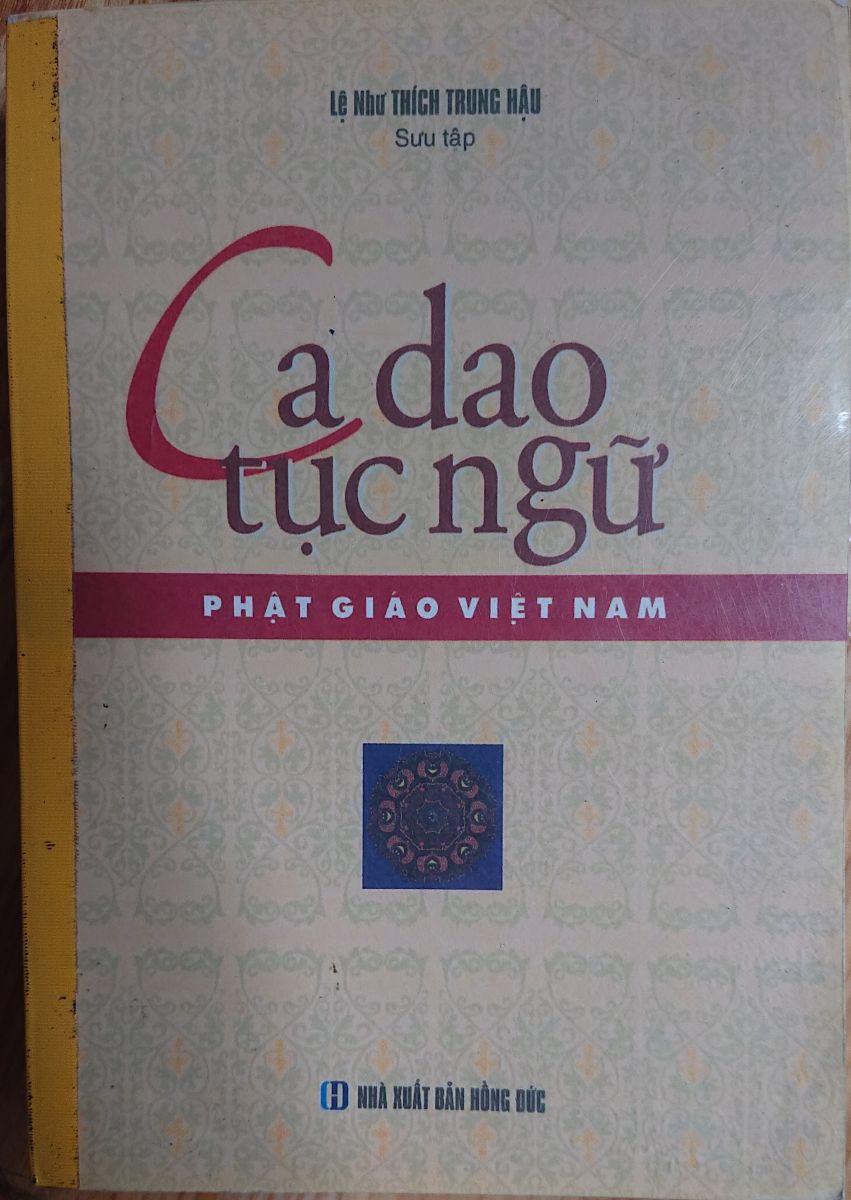 Lệ Như THÍCH TRUNG HẬU
Sưu tập
Ca dao
tục ngữ
PHẬT GIÁO VIỆT NAM
NHÀ XUẤT BẢN HỒNG ĐỨC